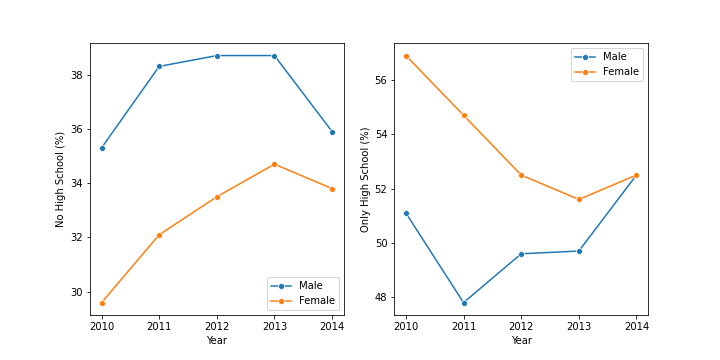 No High School (%)
38
36
34
32
30
2010 2011 2012 2013 2014
Year
Male
Female
Only High School (%)
56
54
52
50
48
2010 2011 2012 2013 2014
Year
Male
Female